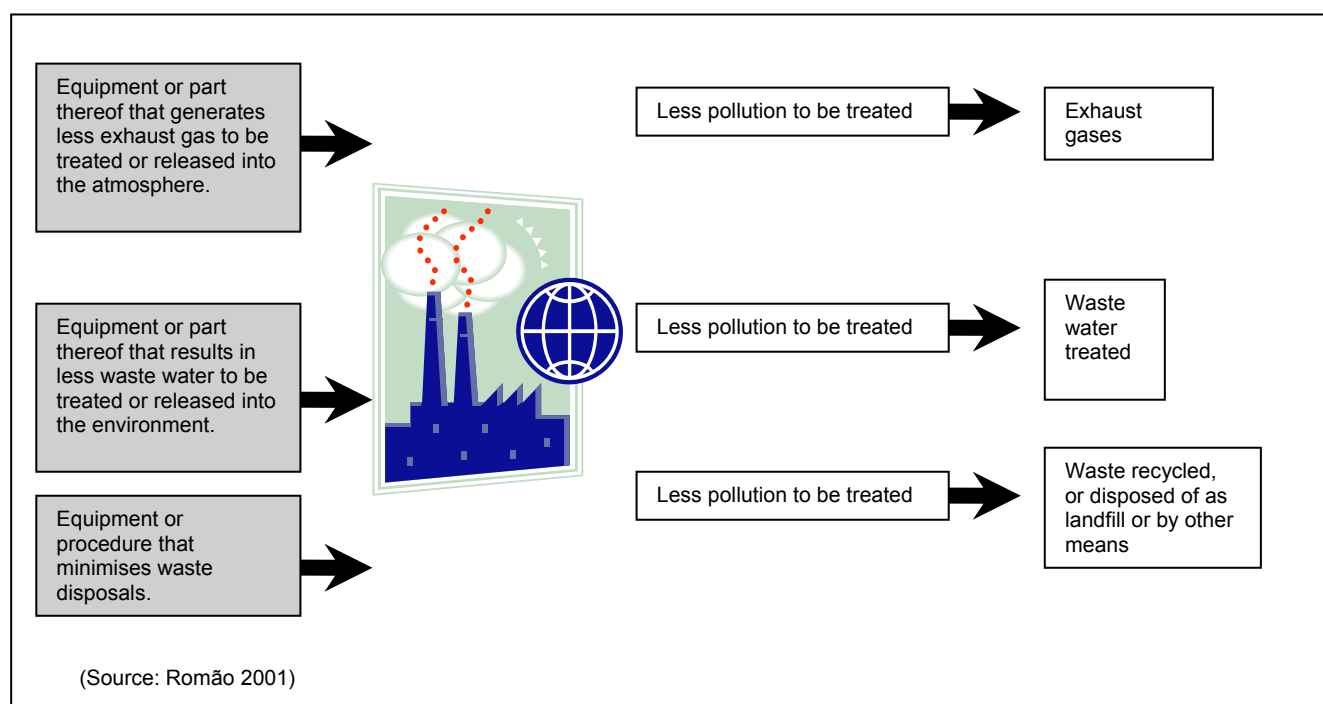 Equipment or part
thereof that generates
less exhaust gas to be
treated or released into
the atmosphere.
Less pollution to be treated
Exhaust
gases
Equipment or part
thereof that results in
less waste water to be
treated or released into
the environment.
Less pollution to be treated
Waste
water
treated
Equipment or
procedure that
minimises waste
disposals.
Less pollution to be treated
Waste recycled,
or disposed of as
landfill or by other
means
(Source: Romão 2001)